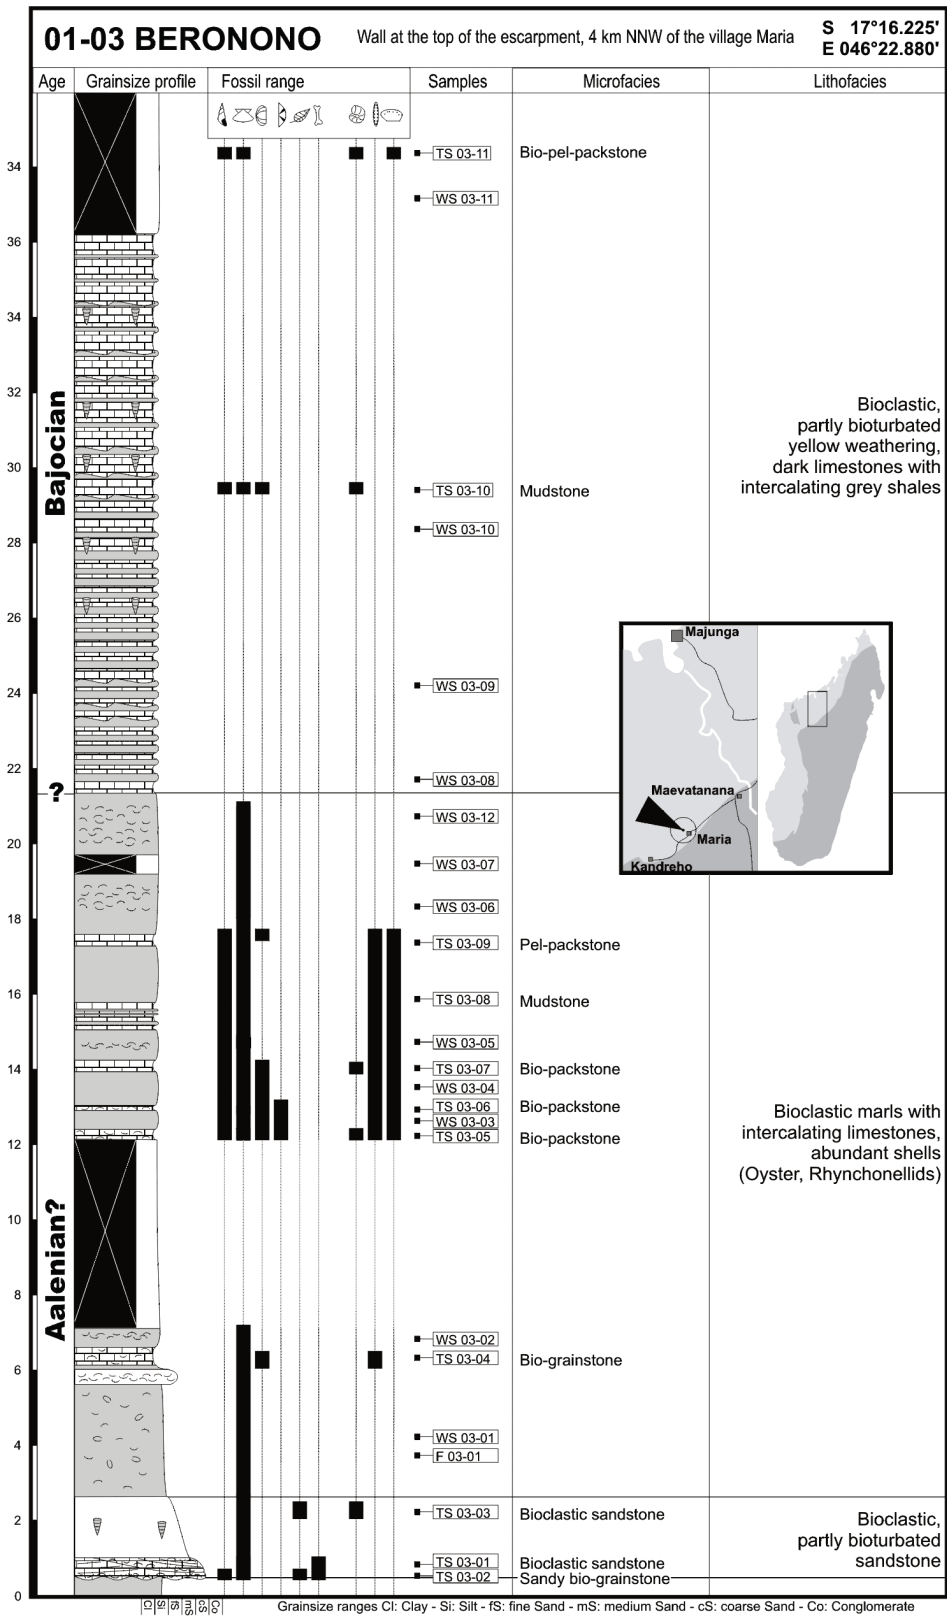 01-03 BERONONO
Wall at the top of the escarpment, 4 km NNW of the village Maria
S 17°16.225'
E 046°22.880'
Age
Grainsize profile
Fossil range
Samples
Microfacies
Lithofacies
34
36
34
32
30
28
26
24
22
20
18
16
14
12
10
8
6
4
2
0
Bajocian
?
Aalenian?
TS 03-11
WS 03-11
TS 03-10
WS 03-10
WS 03-09
WS 03-08
WS 03-12
WS 03-07
WS 03-06
TS 03-09
TS 03-08
WS 03-05
TS 03-07
WS 03-04
TS 03-06
WS 03-03
TS 03-05
WS 03-02
TS 03-04
WS 03-01
F 03-01
TS 03-03
TS 03-01
TS 03-02
Bio-pel-packstone
Mudstone
Pel-packstone
Mudstone
Bio-packstone
Bio-packstone
Bio-packstone
Bio-grainstone
Bioclastic sandstone
Bioclastic sandstone
Sandy bio-grainstone
Bioclastic,
partly bioturbated
yellow weathering,
dark limestones with
intercalating grey shales
Majunga
Maevatanana
Maria
Kandreho
Bioclastic marls with
intercalating limestones,
abundant shells
(Oyster, Rhynchonellids)
Bioclastic,
partly bioturbated
sandstone
Cl
Si
fS
mS
cS
Co
Grainsize ranges Cl: Clay - Si: Silt - fS: fine Sand - mS: medium Sand - cS: coarse Sand - Co: Conglomerate